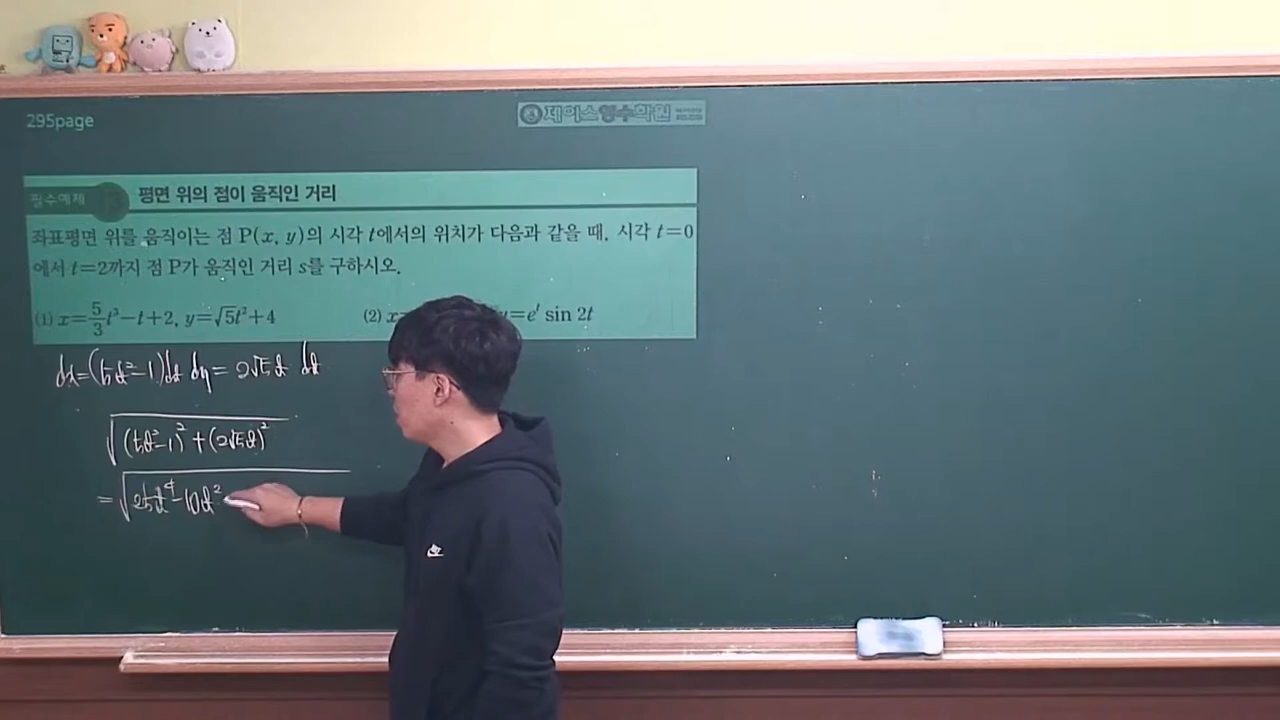 295page
제이스영수학원
필수예제 평면 위의 점이 움직인 거리
좌표평면 위를 움직이는 점 P(x, y)의 시각 t에서의 위치가 다음과 같을 때, 시각 t=0
에서 t=2까지 점 P가 움직인 거리 s를 구하시오.
(1) x=5/3t³-t+2, y=√5t²+4 (2) x= y=eᵗ sin 2t
dx=(5t²-1)dt dy=2√5t dt
√(5t²-1)²+(2√5t)²
=√25t⁴-10t²